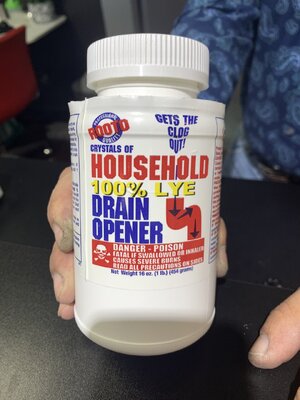 PROFESSIONAL
ROOTO
QUALITY
GETS THE
CLOG
OUT!
CRYSTALS OF
HOUSEHOLD
100% LYE
DRAIN
OPENER
DANGER - POISON
FATAL IF SWALLOWED OR INHALED
CAUSES SEVERE BURNS
READ ALL PRECAUTIONS ON SIDES
Net Weight 16 oz. (1 lb.) (454 grams)